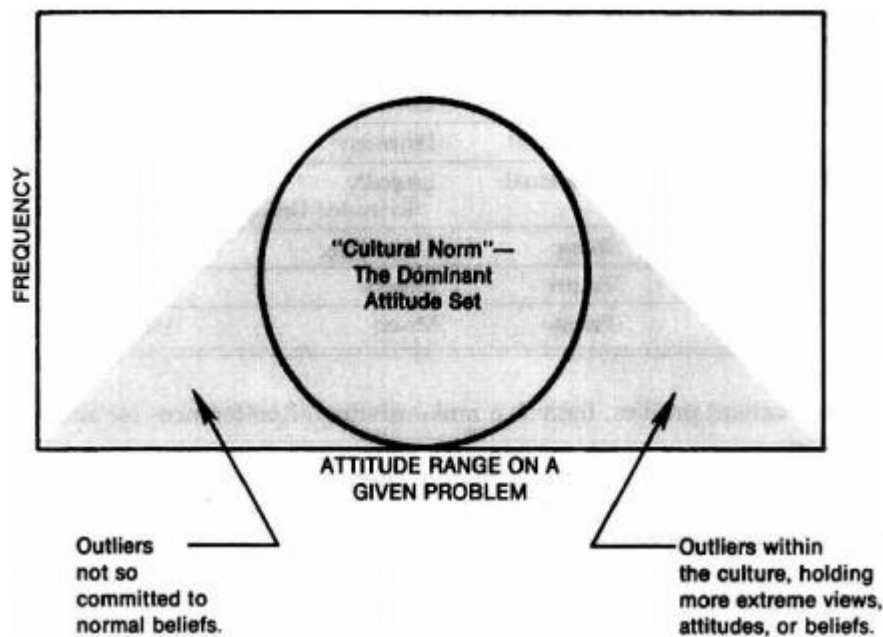 FREQUENCY
"Cultural Norm"—
The Dominant
Attitude Set
ATTITUDE RANGE ON A
GIVEN PROBLEM
Outliers
not so
committed to
normal beliefs.
Outliers within
the culture, holding
more extreme views,
attitudes, or beliefs.